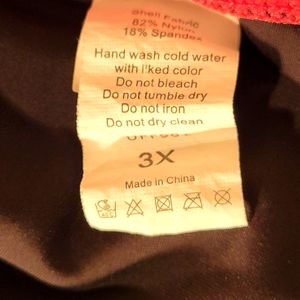 Shell Fabric
82% Nylon
18% Spandex
Hand wash cold water
with l'ked color
Do not bleach
Do not tumble dry
Do not iron
Do not dry clean
3X
Made in China